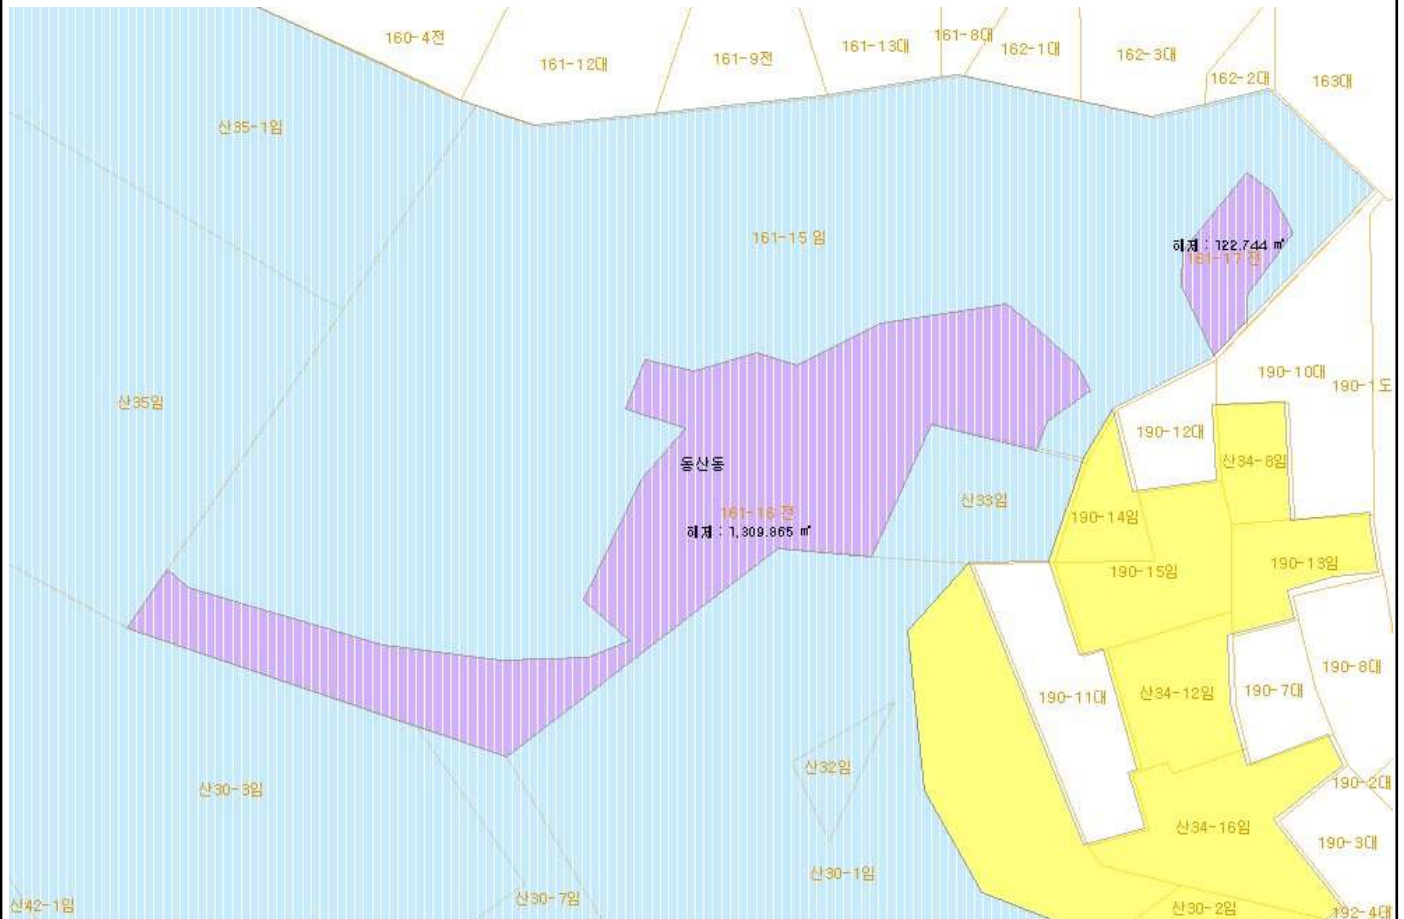 160-4전
161-12대
161-9전
161-13대
161-8대
162-1대
162-3대
162-2대
163대
산35-1임
161-15 임
해제 : 122.744 ㎡
161-17 전
산35임
190-10대
190-1도
190-12대
동산동
산34-8임
161-16 전
산33임
190-14임
해제 : 1,309.865 ㎡
190-15임
190-13임
190-11대
산34-12임
190-7대
190-8대
산32임
산30-3임
190-2대
산34-16임
190-3대
산30-1임
산42-1임
산30-7임
산30-2임
192-4대